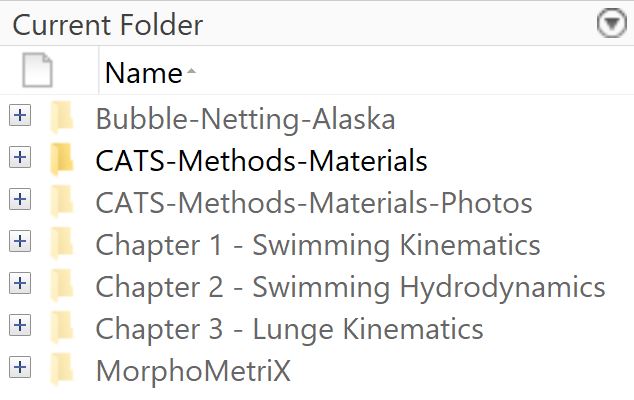 Current Folder
Name
Bubble-Netting-Alaska
CATS-Methods-Materials
CATS-Methods-Materials-Photos
Chapter 1 - Swimming Kinematics
Chapter 2 - Swimming Hydrodynamics
Chapter 3 - Lunge Kinematics
MorphoMetriX